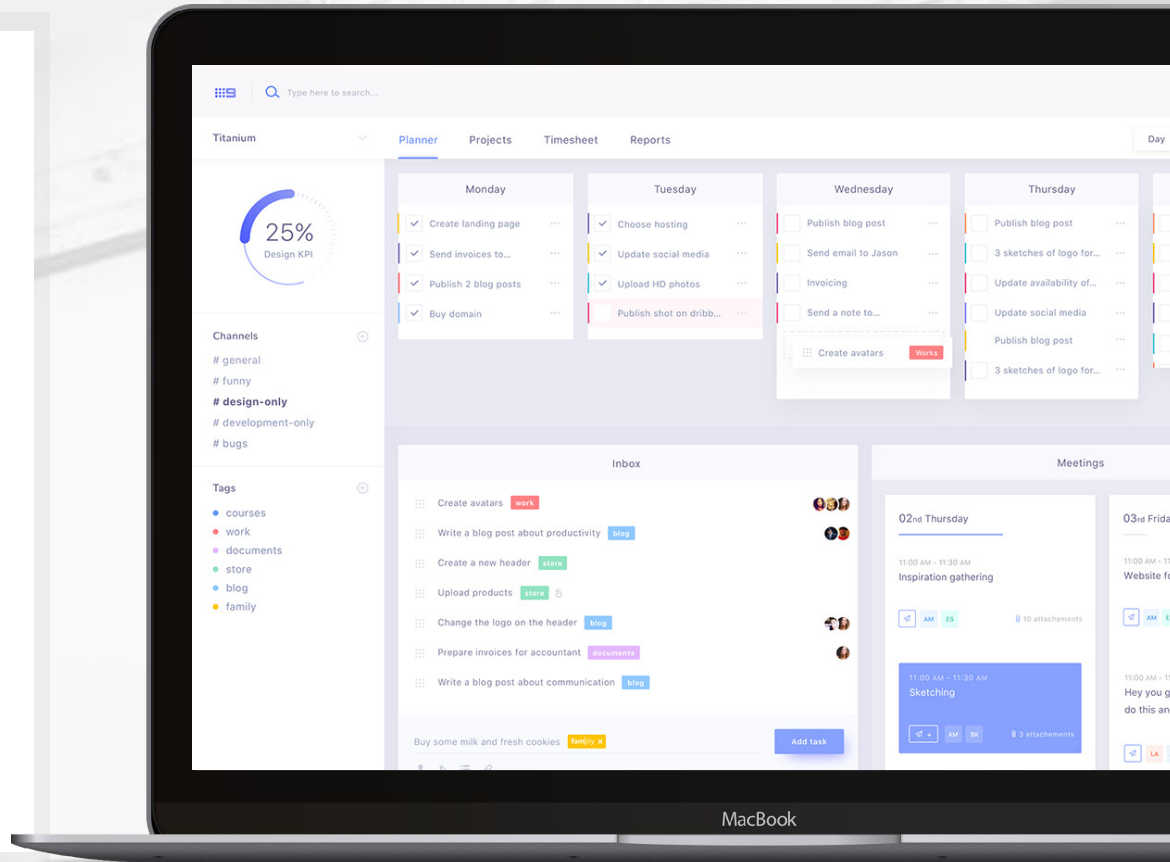 Type here to search...
Titanium
Planner
Projects
Timesheet
Reports
Day
25%
Design KPI
Channels
# general
# funny
# design-only
# development-only
# bugs
Tags
courses
work
documents
store
blog
family
Monday
Create landing page
Send invoices to...
Publish 2 blog posts
Buy domain
Tuesday
Choose hosting
Update social media
Upload HD photos
Publish shot on dribb...
Wednesday
Publish blog post
Send email to Jason
Invoicing
Send a note to...
Create avatars Works
Thursday
Publish blog post
3 sketches of logo for...
Update availability of...
Update social media
Publish blog post
3 sketches of logo for...
Inbox
Create avatars work
Write a blog post about productivity blog
Create a new header store
Upload products store
Change the logo on the header blog
Prepare invoices for accountant documents
Write a blog post about communication blog
Buy some milk and fresh cookies family x
Add task
Meetings
02nd Thursday
11:00 AM - 11:30 AM
Inspiration gathering
AM ES 10 attachements
11:00 AM - 11:30 AM
Sketching
+ AM BK 3 attachements
03rd Frida
11:00 AM - 1
Website fo
AM E
11:00 AM - 1
Hey you g
do this an
LA
MacBook